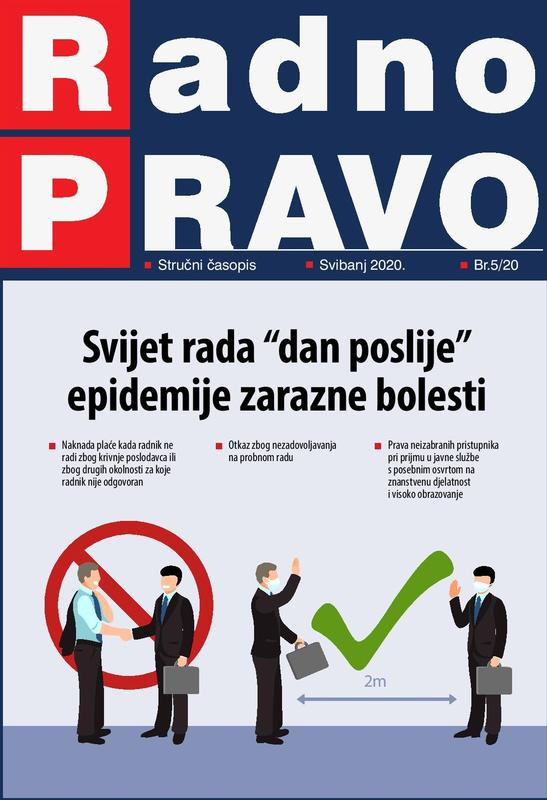 Radno
PRAVO
Stručni časopis
Svibanj 2020.
Br.5/20
Svijet rada “dan poslije”
epidemije zarazne bolesti
Naknada plaće kada radnik ne
radi zbog krivnje poslodavca ili
zbog drugih okolnosti za koje
radnik nije odgovoran
Otkaz zbog nezadovoljavanja
na probnom radu
Prava neizabranih pristupnika
pri prijmu u javne službe
s posebnim osvrtom na
znanstvenu djelatnost
i visoko obrazovanje
2m